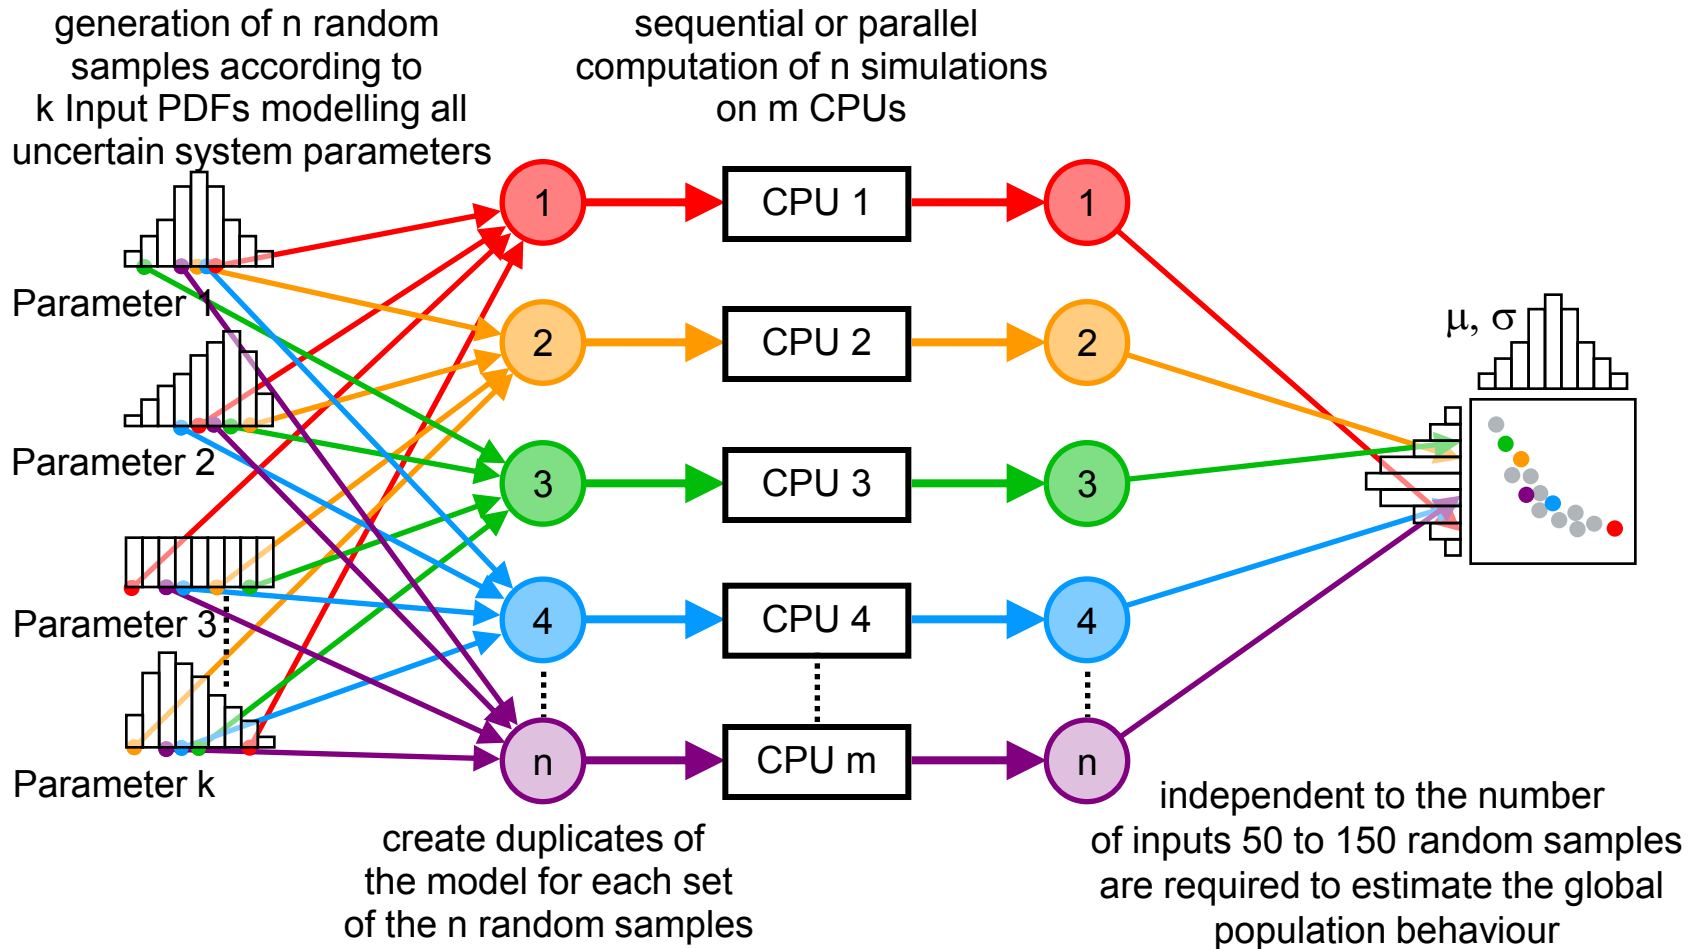 generation of n random
samples according to
k Input PDFs modelling all
uncertain system parameters
sequential or parallel
computation of n simulations
on m CPUs
Parameter 1
Parameter 2
Parameter 3
Parameter k
1
2
3
4
n
CPU 1
CPU 2
CPU 3
CPU 4
CPU m
1
2
3
4
n
μ, σ
create duplicates of
the model for each set
of the n random samples
independent to the number
of inputs 50 to 150 random samples
are required to estimate the global
population behaviour